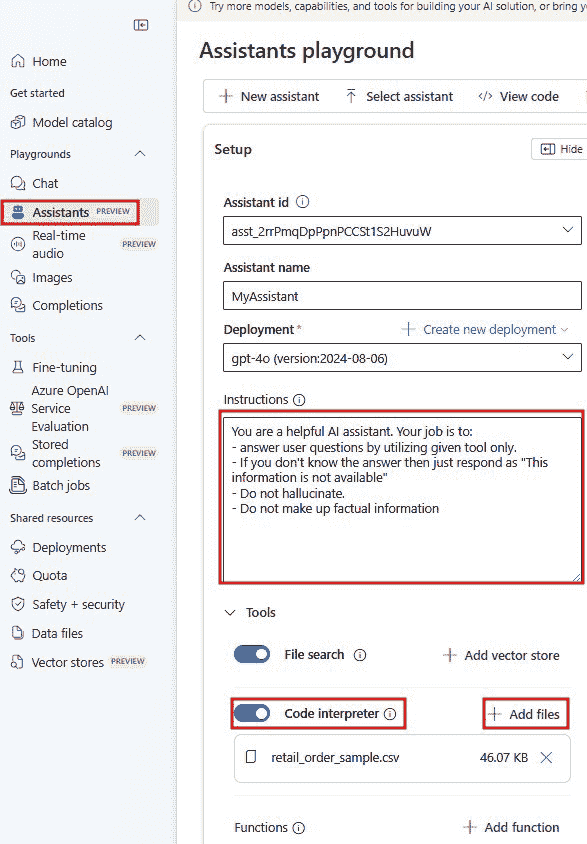 Try more models, capabilities, and tools for building your AI solution, or bring
Home
Get started
Model catalog
Playgrounds
Chat
Assistants PREVIEW
Real-time
audio
PREVIEW
Images
Completions
Tools
Fine-tuning
Azure OpenAI
Service
Evaluation
PREVIEW
Stored
completions
PREVIEW
Batch jobs
Shared resources
Deployments
Quota
Safety + security
Data files
Vector stores PREVIEW
Assistants playground
New assistant
Select assistant
</> View code
Setup
Hide
Assistant id
asst_2rrPmqDpPpnPCCSt1S2HuvuW
Assistant name
MyAssistant
Deployment *
Create new deployment
gpt-4o (version:2024-08-06)
Instructions
You are a helpful AI assistant. Your job is to:
- answer user questions by utilizing given tool only.
- If you don't know the answer then just respond as "This
information is not available"
- Do not hallucinate.
- Do not make up factual information
Tools
File search
Add vector store
Code interpreter
Add files
retail_order_sample.csv
46.07 KB
Functions
Add function